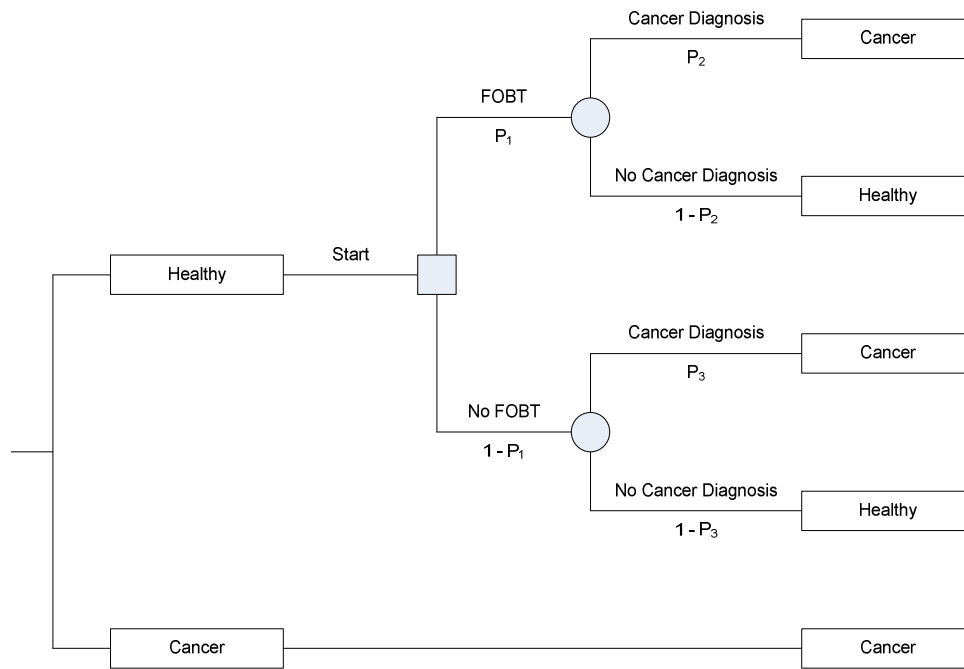 Cancer Diagnosis
P₂
Cancer
FOBT
P₁
No Cancer Diagnosis
1 - P₂
Healthy
Healthy
Start
Cancer Diagnosis
P₃
Cancer
No FOBT
1 - P₁
No Cancer Diagnosis
1 - P₃
Healthy
Cancer
Cancer